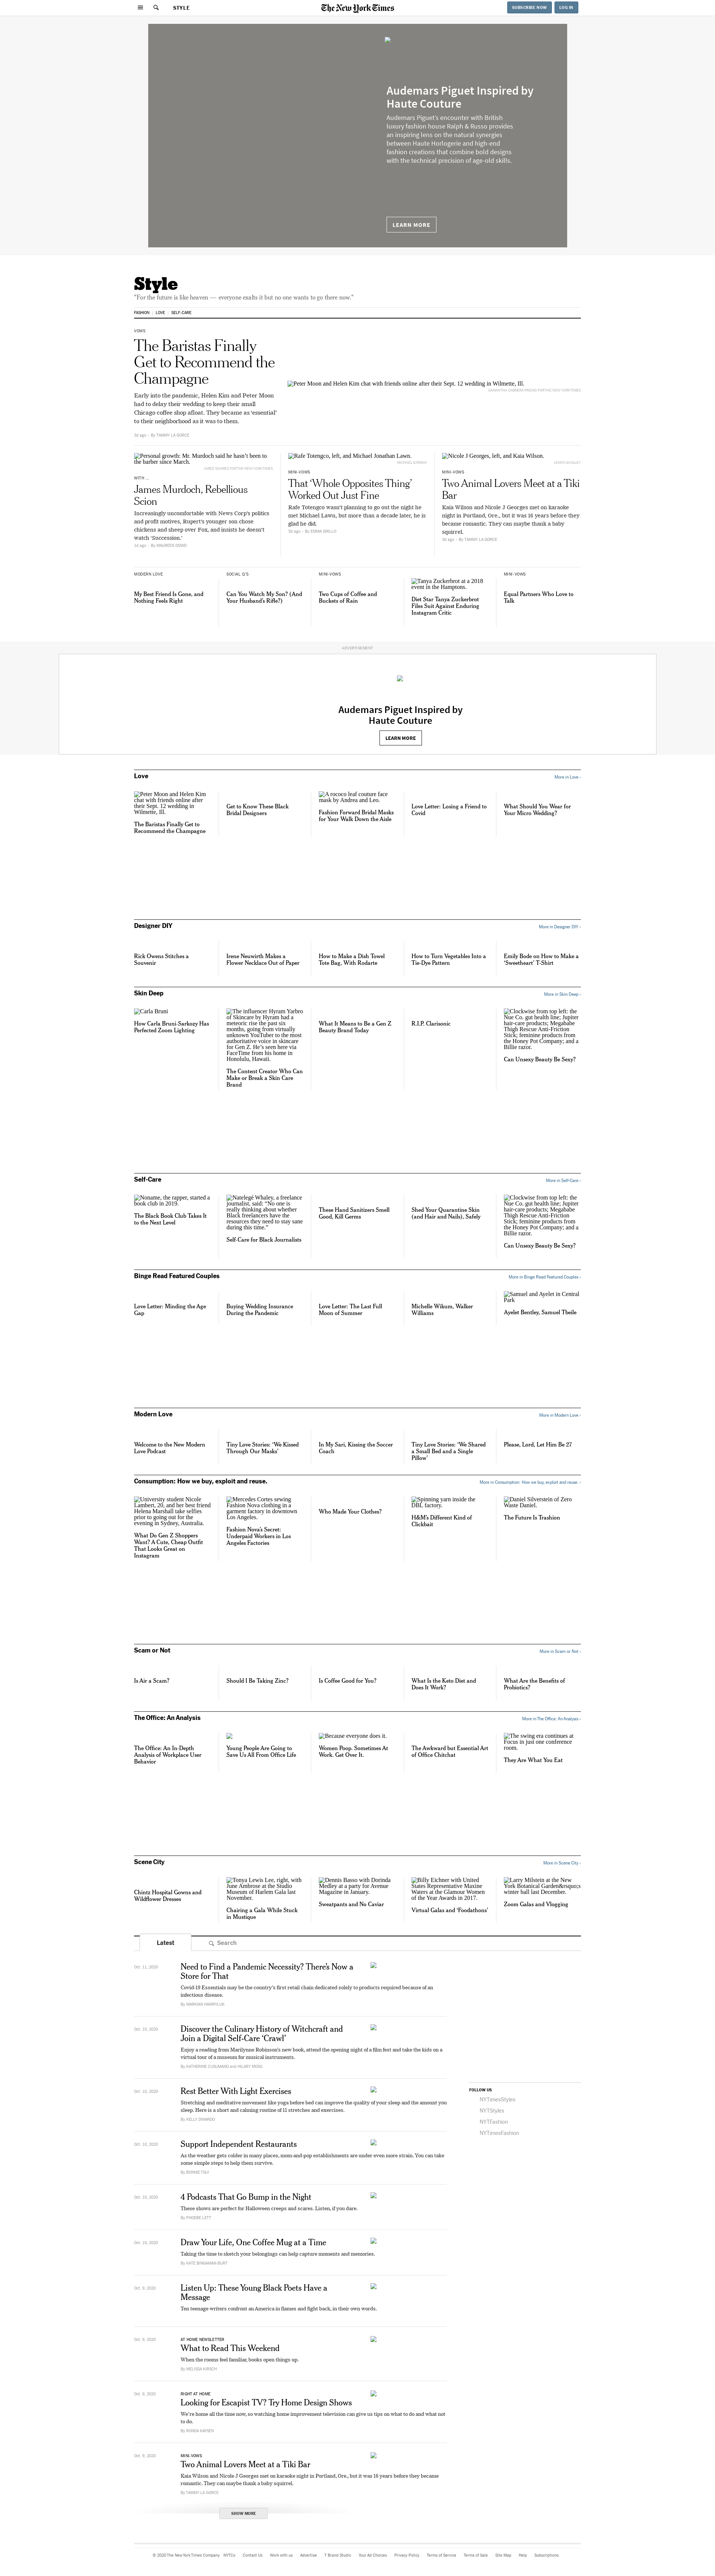 STYLE
The New York Times
SUBSCRIBE NOW
LOG IN
Audemars Piguet Inspired by
Haute Couture
Audemars Piguet's encounter with British
luxury fashion house Ralph & Russo provides
an inspiring lens on the natural synergies
between Haute Horlogerie and high-end
fashion creations that combine bold designs
with the technical precision of age-old skills.
LEARN MORE
Style
"For the future is like heaven — everyone exalts it but no one wants to go there now."
FASHION LOVE SELF-CARE
VOWS
The Baristas Finally
Get to Recommend the
Champagne
Early into the pandemic, Helen Kim and Peter Moon
had to delay their wedding to keep their small
Chicago coffee shop afloat. They became as 'essential'
to their neighborhood as it was to them.
3d ago · By TAMMY LA GORCE
Peter Moon and Helen Kim chat with friends online after their Sept. 12 wedding in Wilmette, Ill.
Personal growth: Mr. Murdoch said he hasn't been to
the barber since March.
WITH ...
James Murdoch, Rebellious
Scion
Increasingly uncomfortable with News Corp's politics
and profit motives, Rupert's younger son chose
chickens and sheep over Fox, and insists he doesn't
watch 'Succession.'
1d ago · By MAUREEN DOWD
Rafe Totengco, left, and Michael Jonathan Lawn.
MINI-VOWS
That 'Whole Opposites Thing'
Worked Out Just Fine
Rafe Totengco wasn't planning to go out the night he
met Michael Lawn, but more than a decade later, he is
glad he did.
3d ago · By EMMA GRILLO
Nicole J Georges, left, and Kaia Wilson.
MINI-VOWS
Two Animal Lovers Meet at a Tiki
Bar
Kaia Wilson and Nicole J Georges met on karaoke
night in Portland, Ore., but it was 16 years before they
became romantic. They can maybe thank a baby
squirrel.
3d ago · By TAMMY LA GORCE
MODERN LOVE
My Best Friend Is Gone, and
Nothing Feels Right
SOCIAL Q'S
Can You Watch My Son? (And
Your Husband's Rifle?)
MINI-VOWS
Two Cups of Coffee and
Buckets of Rain
Tanya Zuckerbrot at a 2018
event in the Hamptons.
Diet Star Tanya Zuckerbrot
Files Suit Against Enduring
Instagram Critic
MINI-VOWS
Equal Partners Who Love to
Talk
ADVERTISEMENT
Audemars Piguet Inspired by
Haute Couture
LEARN MORE
Love
More in Love ›
Peter Moon and Helen Kim
chat with friends online after
their Sept. 12 wedding in
Wilmette, Ill.
The Baristas Finally Get to
Recommend the Champagne
Get to Know These Black
Bridal Designers
A rococo leaf couture face
mask by Andrea and Leo.
Fashion Forward Bridal Masks
for Your Walk Down the Aisle
Love Letter: Losing a Friend to
Covid
What Should You Wear for
Your Micro Wedding?
Designer DIY
More in Designer DIY ›
Rick Owens Stitches a
Souvenir
Irene Neuwirth Makes a
Flower Necklace Out of Paper
How to Make a Dish Towel
Tote Bag, With Rodarte
How to Turn Vegetables Into a
Tie-Dye Pattern
Emily Bode on How to Make a
'Sweetheart' T-Shirt
Skin Deep
More in Skin Deep ›
Carla Bruni
How Carla Bruni-Sarkozy Has
Perfected Zoom Lighting
The influencer Hyram Yarbro
of Skincare by Hyram had a
meteoric rise the past six
months, going from virtually
unknown YouTuber to the most
authoritative voice in skincare
for Gen Z. He's seen here via
FaceTime from his home in
Honolulu, Hawaii.
The Content Creator Who Can
Make or Break a Skin Care
Brand
What It Means to Be a Gen Z
Beauty Brand Today
R.I.P. Clarisonic
Clockwise from top left: the
Nue Co. gut health line; Jupiter
hair-care products; Megababe
Thigh Rescue Anti-Friction
Stick; feminine products from
the Honey Pot Company; and a
Billie razor.
Can Unsexy Beauty Be Sexy?
Self-Care
More in Self-Care ›
Noname, the rapper, started a
book club in 2019.
The Black Book Club Takes It
to the Next Level
Natelegé Whaley, a freelance
journalist, said: "No one is
really thinking about whether
Black freelancers have the
resources they need to stay sane
during this time."
Self-Care for Black Journalists
These Hand Sanitizers Smell
Good, Kill Germs
Shed Your Quarantine Skin
(and Hair and Nails), Safely
Clockwise from top left: the
Nue Co. gut health line; Jupiter
hair-care products; Megababe
Thigh Rescue Anti-Friction
Stick; feminine products from
the Honey Pot Company; and a
Billie razor.
Can Unsexy Beauty Be Sexy?
Binge Read Featured Couples
More in Binge Read Featured Couples ›
Love Letter: Minding the Age
Gap
Buying Wedding Insurance
During the Pandemic
Love Letter: The Last Full
Moon of Summer
Michelle Wikum, Walker
Williams
Samuel and Ayelet in Central
Park
Ayelet Bentley, Samuel Tbeile
Modern Love
More in Modern Love ›
Welcome to the New Modern
Love Podcast
Tiny Love Stories: 'We Kissed
Through Our Masks'
In My Sari, Kissing the Soccer
Coach
Tiny Love Stories: 'We Shared
a Small Bed and a Single
Pillow'
Please, Lord, Let Him Be 27
Consumption: How we buy, exploit and reuse.
More in Consumption: How we buy, exploit and reuse. ›
University student Nicole
Lambert, 20, and her best friend
Helena Marshall take selfies
prior to going out for the
evening in Sydney, Australia.
What Do Gen Z Shoppers
Want? A Cute, Cheap Outfit
That Looks Great on
Instagram
Mercedes Cortes sewing
Fashion Nova clothing in a
garment factory in downtown
Los Angeles.
Fashion Nova's Secret:
Underpaid Workers in Los
Angeles Factories
Who Made Your Clothes?
Spinning yarn inside the
DBL factory.
H&M's Different Kind of
Clickbait
Daniel Silverstein of Zero
Waste Daniel.
The Future Is Trashion
Scam or Not
More in Scam or Not ›
Is Air a Scam?
Should I Be Taking Zinc?
Is Coffee Good for You?
What Is the Keto Diet and
Does It Work?
What Are the Benefits of
Probiotics?
The Office: An Analysis
More in The Office: An Analysis ›
The Office: An In-Depth
Analysis of Workplace User
Behavior
Young People Are Going to
Save Us All From Office Life
Because everyone does it.
Women Poop. Sometimes At
Work. Get Over It.
The Awkward but Essential Art
of Office Chitchat
The swing era continues at
Focus in just one conference
room.
They Are What You Eat
Scene City
More in Scene City ›
Chintz Hospital Gowns and
Wildflower Dresses
Tonya Lewis Lee, right, with
June Ambrose at the Studio
Museum of Harlem Gala last
November.
Chairing a Gala While Stuck
in Mustique
Dennis Basso with Dorinda
Medley at a party for Avenue
Magazine in January.
Sweatpants and No Caviar
Billy Eichner with United
States Representative Maxine
Waters at the Glamour Women
of the Year Awards in 2017.
Virtual Galas and 'Foodathons'
Larry Milstein at the New
York Botanical Garden&rsquo;s
winter ball last December.
Zoom Galas and Vlogging
Latest
Search
Oct. 11, 2020
Need to Find a Pandemic Necessity? There's Now a
Store for That
Covid-19 Essentials may be the country's first retail chain dedicated solely to products required because of an
infectious disease.
Oct. 10, 2020
Discover the Culinary History of Witchcraft and
Join a Digital Self-Care 'Crawl'
Enjoy a reading from Marilynne Robinson's new book, attend the opening night of a film fest and take the kids on a
virtual tour of a museum for musical instruments.
Oct. 10, 2020
Rest Better With Light Exercises
Stretching and meditative movement like yoga before bed can improve the quality of your sleep and the amount you
sleep. Here is a short and calming routine of 11 stretches and exercises.
By KELLY DINARDO
Oct. 10, 2020
Support Independent Restaurants
As the weather gets colder in many places, mom-and-pop establishments are under even more strain. You can take
some simple steps to help them survive.
By BONNIE TSUI
Oct. 10, 2020
4 Podcasts That Go Bump in the Night
These shows are perfect for Halloween creeps and scares. Listen, if you dare.
By PHOEBE LETT
Oct. 10, 2020
Draw Your Life, One Coffee Mug at a Time
Taking the time to sketch your belongings can help capture moments and memories.
Oct. 9, 2020
Listen Up: These Young Black Poets Have a
Message
Ten teenage writers confront an America in flames and fight back, in their own words.
Oct. 9, 2020
AT HOME NEWSLETTER
What to Read This Weekend
When the rooms feel familiar, books open things up.
By MELISSA KIRSCH
Oct. 9, 2020
RIGHT AT HOME
Looking for Escapist TV? Try Home Design Shows
We're home all the time now, so watching home improvement television can give us tips on what to do and what not
to do.
By RONDA KAYSEN
Oct. 9, 2020
MINI-VOWS
Two Animal Lovers Meet at a Tiki Bar
Kaia Wilson and Nicole J Georges met on karaoke night in Portland, Ore., but it was 16 years before they became
romantic. They can maybe thank a baby squirrel.
By TAMMY LA GORCE
SHOW MORE
FOLLOW US
NYTimesStyles
NYTStyles
NYTFashion
NYTimesFashion
© 2020 The New York Times Company NYTCo Contact Us Work with us Advertise T Brand Studio Your Ad Choices Privacy Policy Terms of Service Terms of Sale Site Map Help Subscriptions